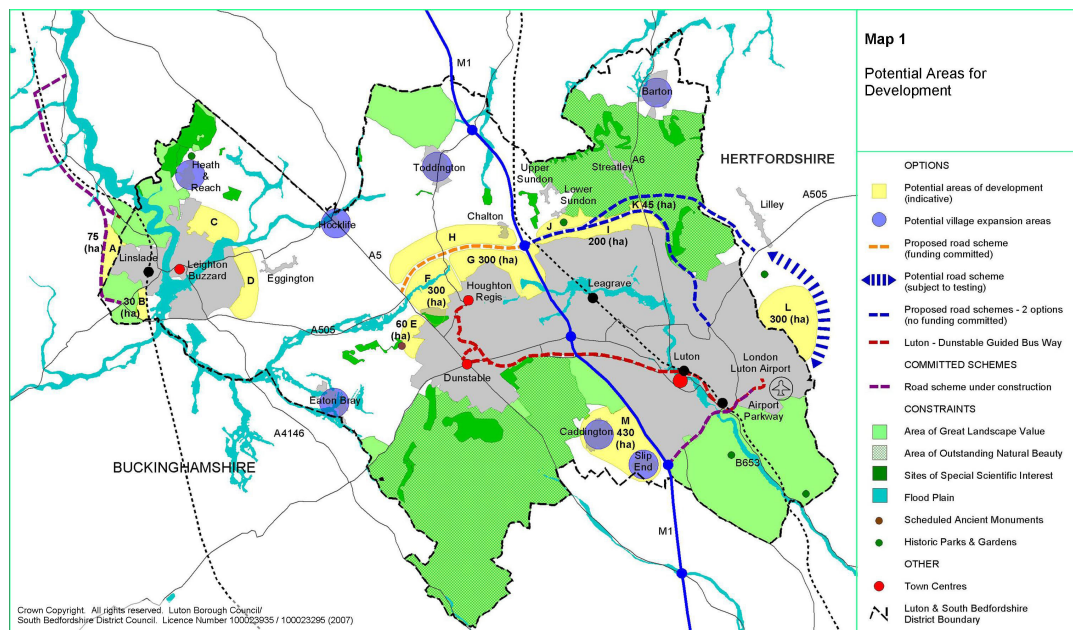 Map 1
Potential Areas for
Development
OPTIONS
Potential areas of development
(indicative)
Potential village expansion areas
Proposed road scheme
(funding committed)
Potential road scheme
(subject to testing)
Proposed road schemes - 2 options
(no funding committed)
Luton - Dunstable Guided Bus Way
COMMITTED SCHEMES
Road scheme under construction
CONSTRAINTS
Area of Great Landscape Value
Area of Outstanding Natural Beauty
Sites of Special Scientific Interest
Flood Plain
Scheduled Ancient Monuments
Historic Parks & Gardens
OTHER
Town Centres
Luton & South Bedfordshire
District Boundary
M1
Barton
HERTFORDSHIRE
Heath
&
Reach
Toddington
Upper
Sundon
Streatley
A6
Lower
Sundon
Lilley
A505
C
Hockliffe
Chalton
K 45 (ha)
J
I
200 (ha)
75
(ha)
A
Linslade
Leighton
Buzzard
D
Eggington
A5
H
G 300 (ha)
F
300
(ha)
Houghton
Regis
Leagrave
L
300 (ha)
30 B
(ha)
A505
60 E
(ha)
Dunstable
Luton
London
Luton Airport
Airport
Parkway
Eaton Bray
A4146
BUCKINGHAMSHIRE
Caddington
M
430
(ha)
Slip
End
B653
M1
Crown Copyright. All rights reserved. Luton Borough Council/
South Bedfordshire District Council. Licence Number 100023935 / 100023295 (2007)